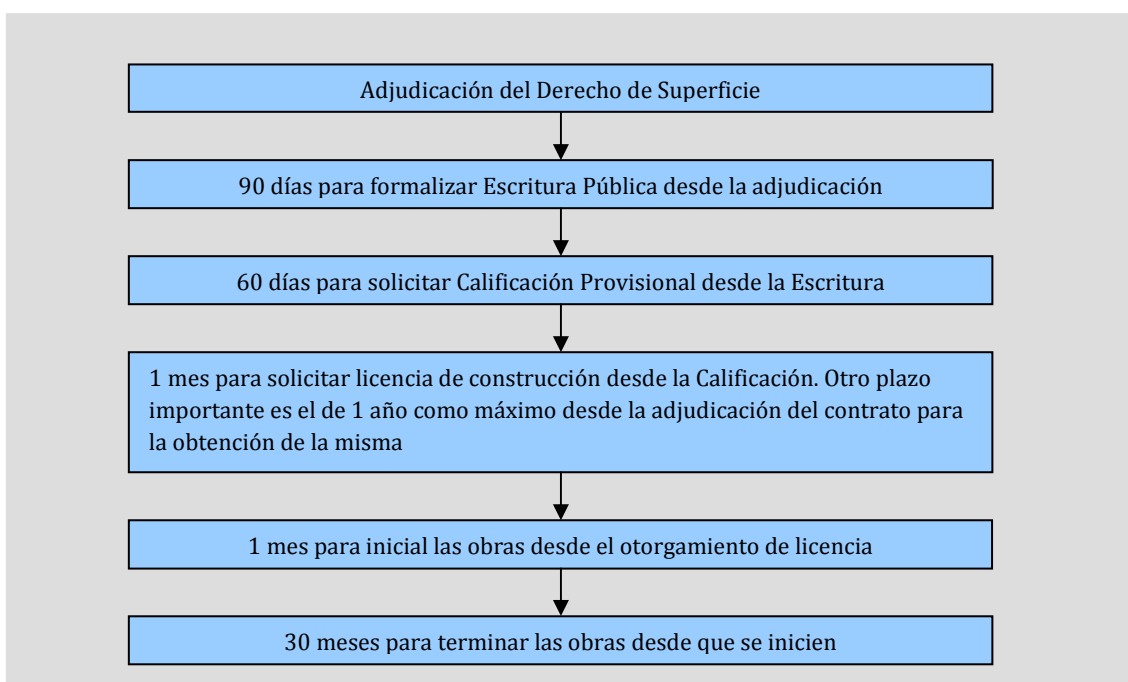 Adjudicación del Derecho de Superficie
90 días para formalizar Escritura Pública desde la adjudicación
60 días para solicitar Calificación Provisional desde la Escritura
1 mes para solicitar licencia de construcción desde la Calificación. Otro plazo
importante es el de 1 año como máximo desde la adjudicación del contrato para
la obtención de la misma
1 mes para inicial las obras desde el otorgamiento de licencia
30 meses para terminar las obras desde que se inicien